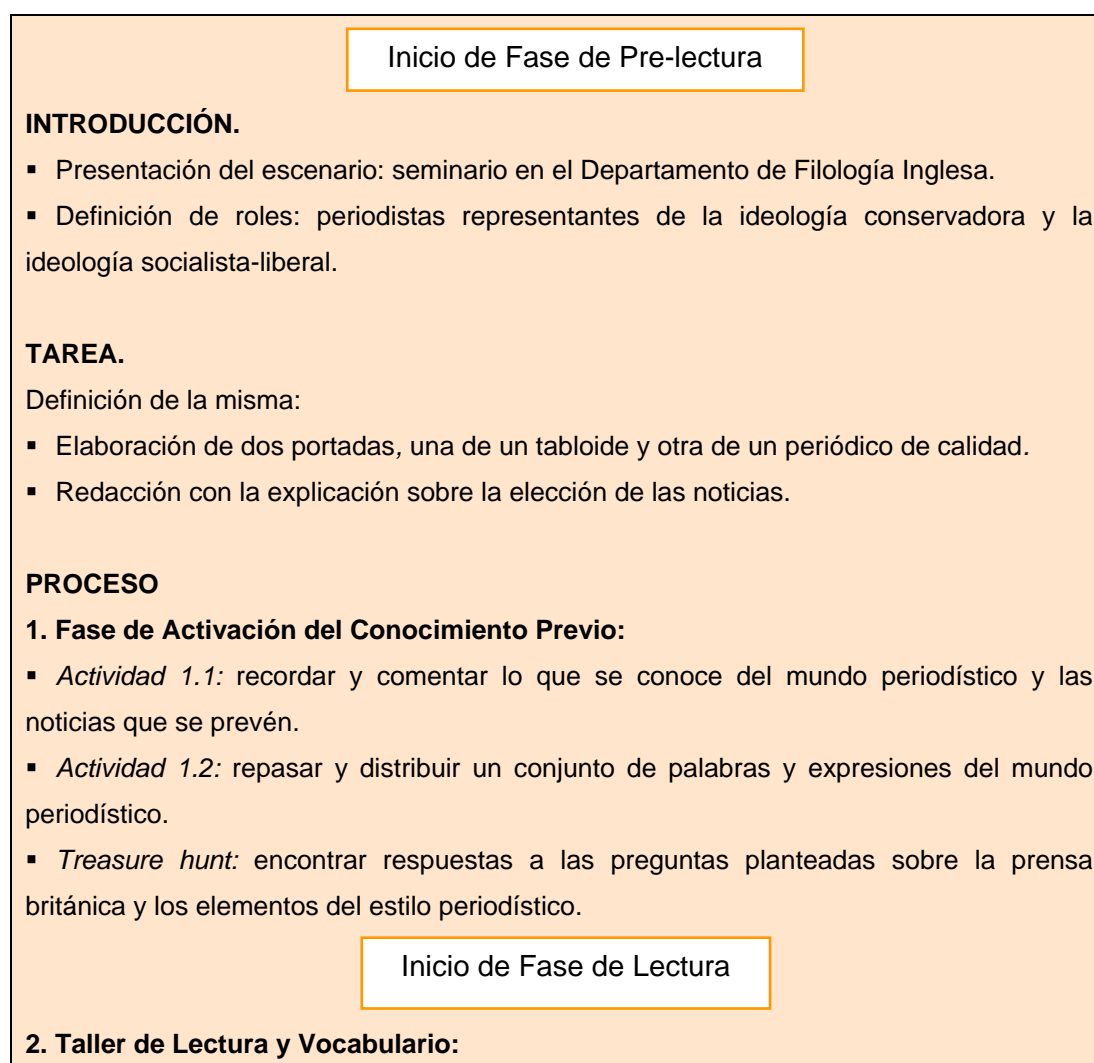 Inicio de Fase de Pre-lectura
INTRODUCCIÓN.
▪ Presentación del escenario: seminario en el Departamento de Filología Inglesa.
▪ Definición de roles: periodistas representantes de la ideología conservadora y la
ideología socialista-liberal.
TAREA.
Definición de la misma:
▪ Elaboración de dos portadas, una de un tabloide y otra de un periódico de calidad.
▪ Redacción con la explicación sobre la elección de las noticias.
PROCESO
1. Fase de Activación del Conocimiento Previo:
▪ Actividad 1.1: recordar y comentar lo que se conoce del mundo periodístico y las
noticias que se prevén.
▪ Actividad 1.2: repasar y distribuir un conjunto de palabras y expresiones del mundo
periodístico.
▪ Treasure hunt: encontrar respuestas a las preguntas planteadas sobre la prensa
británica y los elementos del estilo periodístico.
Inicio de Fase de Lectura
2. Taller de Lectura y Vocabulario: